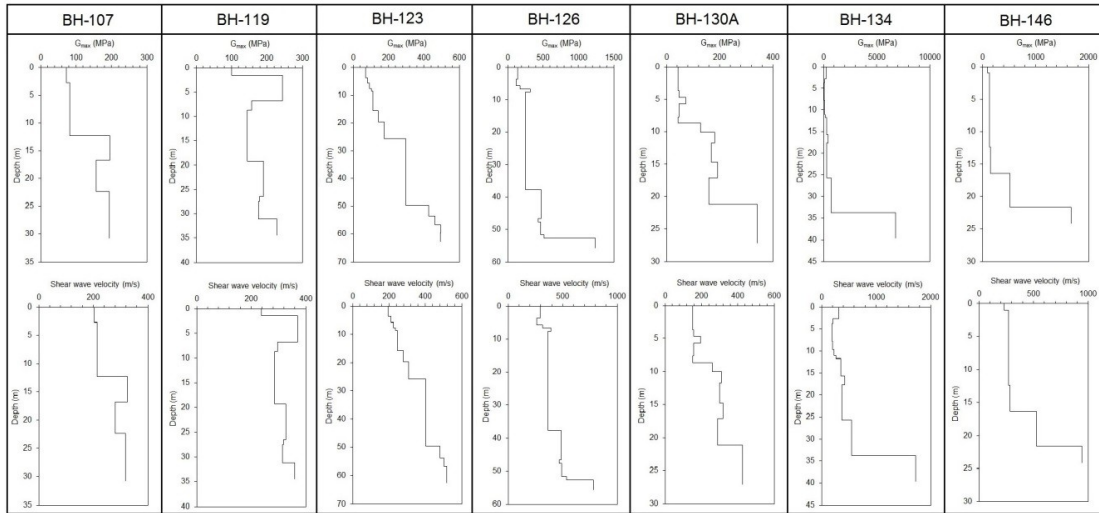 BH-107 BH-119 BH-123 BH-126 BH-130A BH-134 BH-146
Gmax (MPa) Gmax (MPa) Gmax (MPa) Gmax (MPa) Gmax (MPa) Gmax (MPa) Gmax (MPa)
0 100 200 300 0 100 200 300 0 200 400 600 0 500 1000 1500 0 200 400 0 5000 10000 0 500 1000 1500 2000
Depth (m) 0 5 10 15 20 25 30 35
Depth (m) 0 5 10 15 20 25 30 35 40
Depth (m) 0 10 20 30 40 50 60 70
Depth (m) 0 10 20 30 40 50 60
Depth (m) 0 5 10 15 20 25 30
Depth (m) 0 5 10 15 20 25 30 35 40 45
Depth (m) 0 5 10 15 20 25 30
Shear wave velocity (m/s) Shear wave velocity (m/s) Shear wave velocity (m/s) Shear wave velocity (m/s) Shear wave velocity (m/s) Shear wave velocity (m/s) Shear wave velocity (m/s)
0 200 400 0 100 200 300 400 0 200 400 600 0 500 1000 0 200 400 600 0 1000 2000 0 500 1000
Depth (m) 0 5 10 15 20 25 30 35
Depth (m) 0 5 10 15 20 25 30 35 40
Depth (m) 0 10 20 30 40 50 60 70
Depth (m) 0 10 20 30 40 50 60
Depth (m) 0 5 10 15 20 25 30
Depth (m) 0 5 10 15 20 25 30 35 40 45
Depth (m) 0 5 10 15 20 25 30